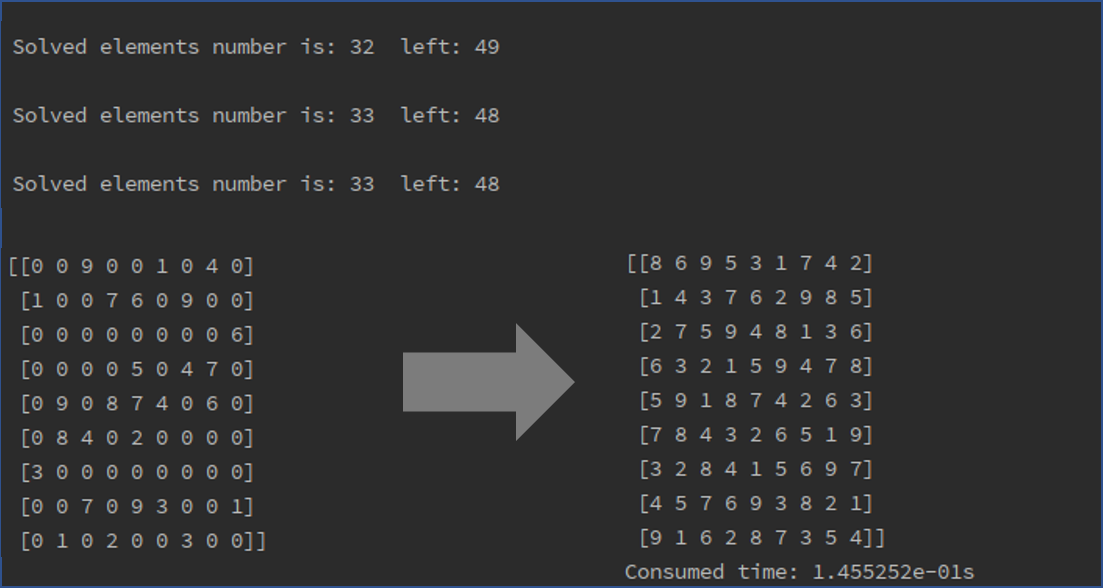 Solved elements number is: 32  left: 49
Solved elements number is: 33  left: 48
Solved elements number is: 33  left: 48
[[0 0 9 0 0 1 0 4 0]
[1 0 0 7 6 0 9 0 0]
[0 0 0 0 0 0 0 0 6]
[0 0 0 0 5 0 4 7 0]
[0 9 0 8 7 4 0 6 0]
[0 8 4 0 2 0 0 0 0]
[3 0 0 0 0 0 0 0 0]
[0 0 7 0 9 3 0 0 1]
[0 1 0 2 0 0 3 0 0]]
[[8 6 9 5 3 1 7 4 2]
[1 4 3 7 6 2 9 8 5]
[2 7 5 9 4 8 1 3 6]
[6 3 2 1 5 9 4 7 8]
[5 9 1 8 7 4 2 6 3]
[7 8 4 3 2 6 5 1 9]
[3 2 8 4 1 5 6 9 7]
[4 5 7 6 9 3 8 2 1]
[9 1 6 2 8 7 3 5 4]]
Consumed time: 1.455252e-01s